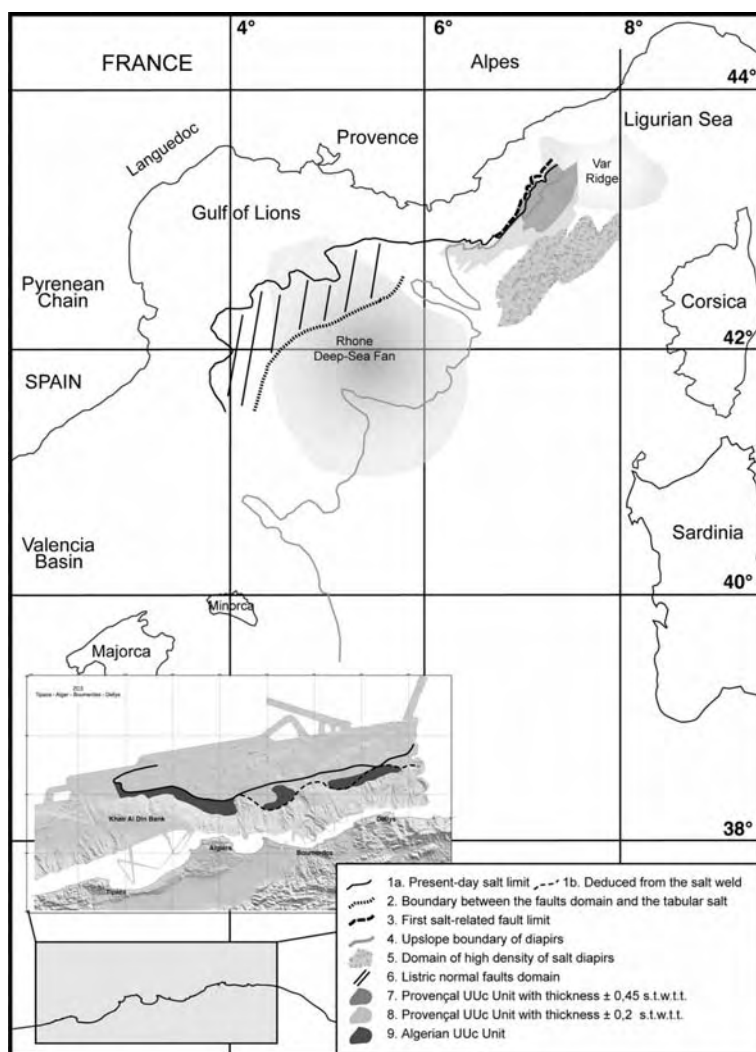 4°
6°
8°
FRANCE
Alpes
44°
Ligurian Sea
Provence
Languedoc
Var
Ridge
Gulf of Lions
Pyrenean
Chain
Corsica
Rhone
Deep-Sea Fan
42°
SPAIN
Valencia
Basin
Sardinia
40°
Minorca
Majorca
Tipaza - Alger - Boumerdes - Dellys
Khair Al Din Bank
Algiers
Boumerdes
Dellys
Tipaza
38°
1a. Present-day salt limit
1b. Deduced from the salt weld
2. Boundary between the faults domain and the tabular salt
3. First salt-related fault limit
4. Upslope boundary of diapirs
5. Domain of high density of salt diapirs
6. Listric normal faults domain
7. Provençal UUc Unit with thickness ± 0,45 s.t.w.t.t.
8. Provençal UUc Unit with thickness ± 0,2 s.t.w.t.t.
9. Algerian UUc Unit